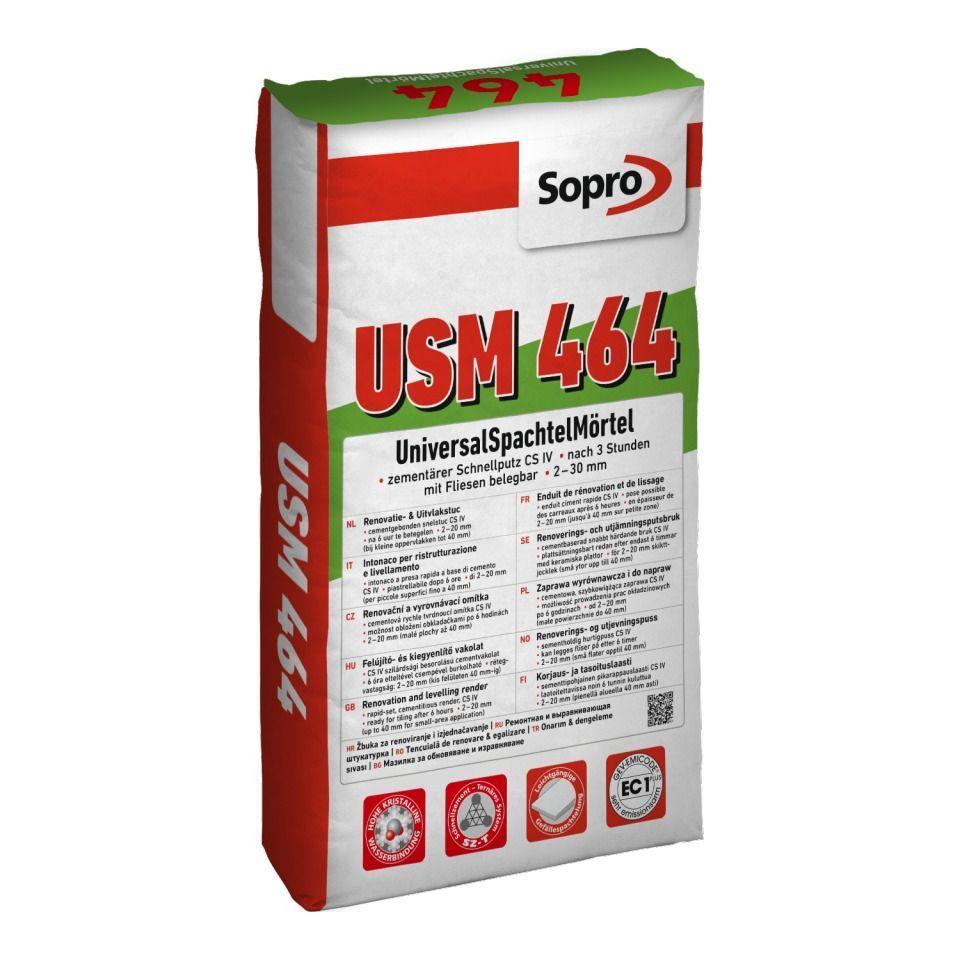 UniversalSpachtelMörtel
464
Sopro
USM 464
UniversalSpachtelMörtel
• zementärer Schnellputz CS IV • nach 3 Stunden
mit Fliesen belegbar • 2–30 mm
NL Renovatie- & Uitvlakstuc
• cementgebonden snelstuc CS IV
• na 6 uur te betegelen • 2–20 mm
(bij kleine oppervlakken tot 40 mm)
IT Intonaco per ristrutturazione
e livellamento
• intonaco a presa rapida a base di cemento
CS IV • piastrellabile dopo 6 ore • di 2–20 mm
(per piccole superfici fino a 40 mm)
CZ Renovační a vyrovnávací omítka
• cementová rychle tvrdnoucí omítka CS IV
• možnost obložení obkladačkami po 6 hodinách
• 2–20 mm (malé plochy až 40 mm)
HU Felújító- és kiegyenlítő vakolat
• CS IV szilárdsági besorolású cementvakolat
• 6 óra elteltével csempével burkolható • réteg-
vastagság: 2–20 mm (kis felületen 40 mm-ig)
GB Renovation and levelling render
• rapid-set, cementitious render, CS IV
• ready for tiling after 6 hours • 2–20 mm
(up to 40 mm for small-area application)
FR Enduit de rénovation et de lissage
• enduit ciment rapide CS IV • pose possible
des carreaux après 6 heures • en épaisseur de
2–20 mm (jusqu'à 40 mm sur petite zone)
SE Renoverings- och utjämningsputsbruk
• cementbaserad snabbt härdande bruk CS IV
• plattsättningsbart redan efter endast 6 timmar
med keramiska plattor • för 2–20 mm skikt-
jocklek (små ytor upp till 40 mm)
PL Zaprawa wyrównawcza i do napraw
• cementowa, szybkowiążąca zaprawa CS IV
• możliwość prowadzenia prac okładzinowych
po 6 godzinach • od 2–20 mm
(małe powierzchnie do 40 mm)
NO Renoverings- og utjevningspuss
• sementholdig hurtigpuss CS IV
• kan legges fliser på etter 6 timer
• 2–20 mm (små flater opptil 40 mm)
FI Korjaus- ja tasoituslaasti
• sementtipohjainen pikarappauslaasti CS IV
• laatoitettavissa noin 6 tunnin kuluttua
• 2–20 mm (pienellä alueella 40 mm asti)
HR Žbuka za renoviranje i izjednačavanje | RU Ремонтная и выравнивающая
штукатурка | RO Tencuială de renovare & egalizare | TR Onarım & dengeleme
sıvası | BG Мазилка за обновяване и изравняване
HOHE KRISTALLINE
WASSERBINDUNG
Schnellzement – Ternäres System
SZ-T
Leichtgängige
Gefällespachtelung
GEV-EMICODE®
EC 1 PLUS
sehr emissionsarm
USM 464